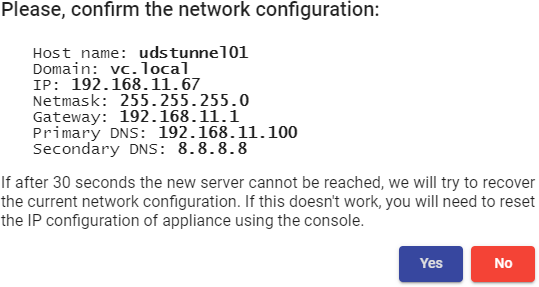 Please, confirm the network configuration:
Host name: udstunnel01
Domain: vc.local
IP: 192.168.11.67
Netmask: 255.255.255.0
Gateway: 192.168.11.1
Primary DNS: 192.168.11.100
Secondary DNS: 8.8.8.8
If after 30 seconds the new server cannot be reached, we will try to recover
the current network configuration. If this doesn't work, you will need to reset
the IP configuration of appliance using the console.
Yes No